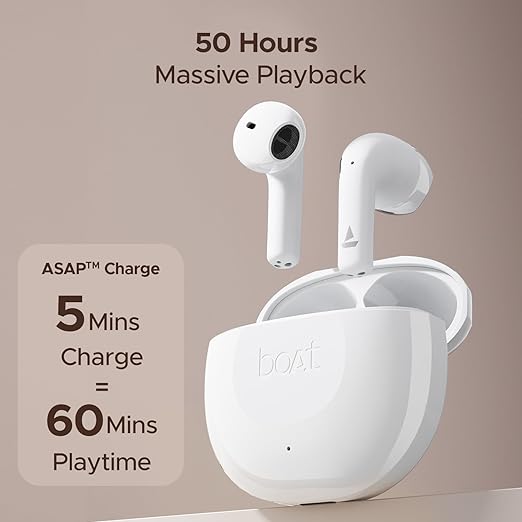 50 Hours
Massive Playback
ASAP™ Charge
5 Mins
Charge
=
60 Mins
Playtime
boAt